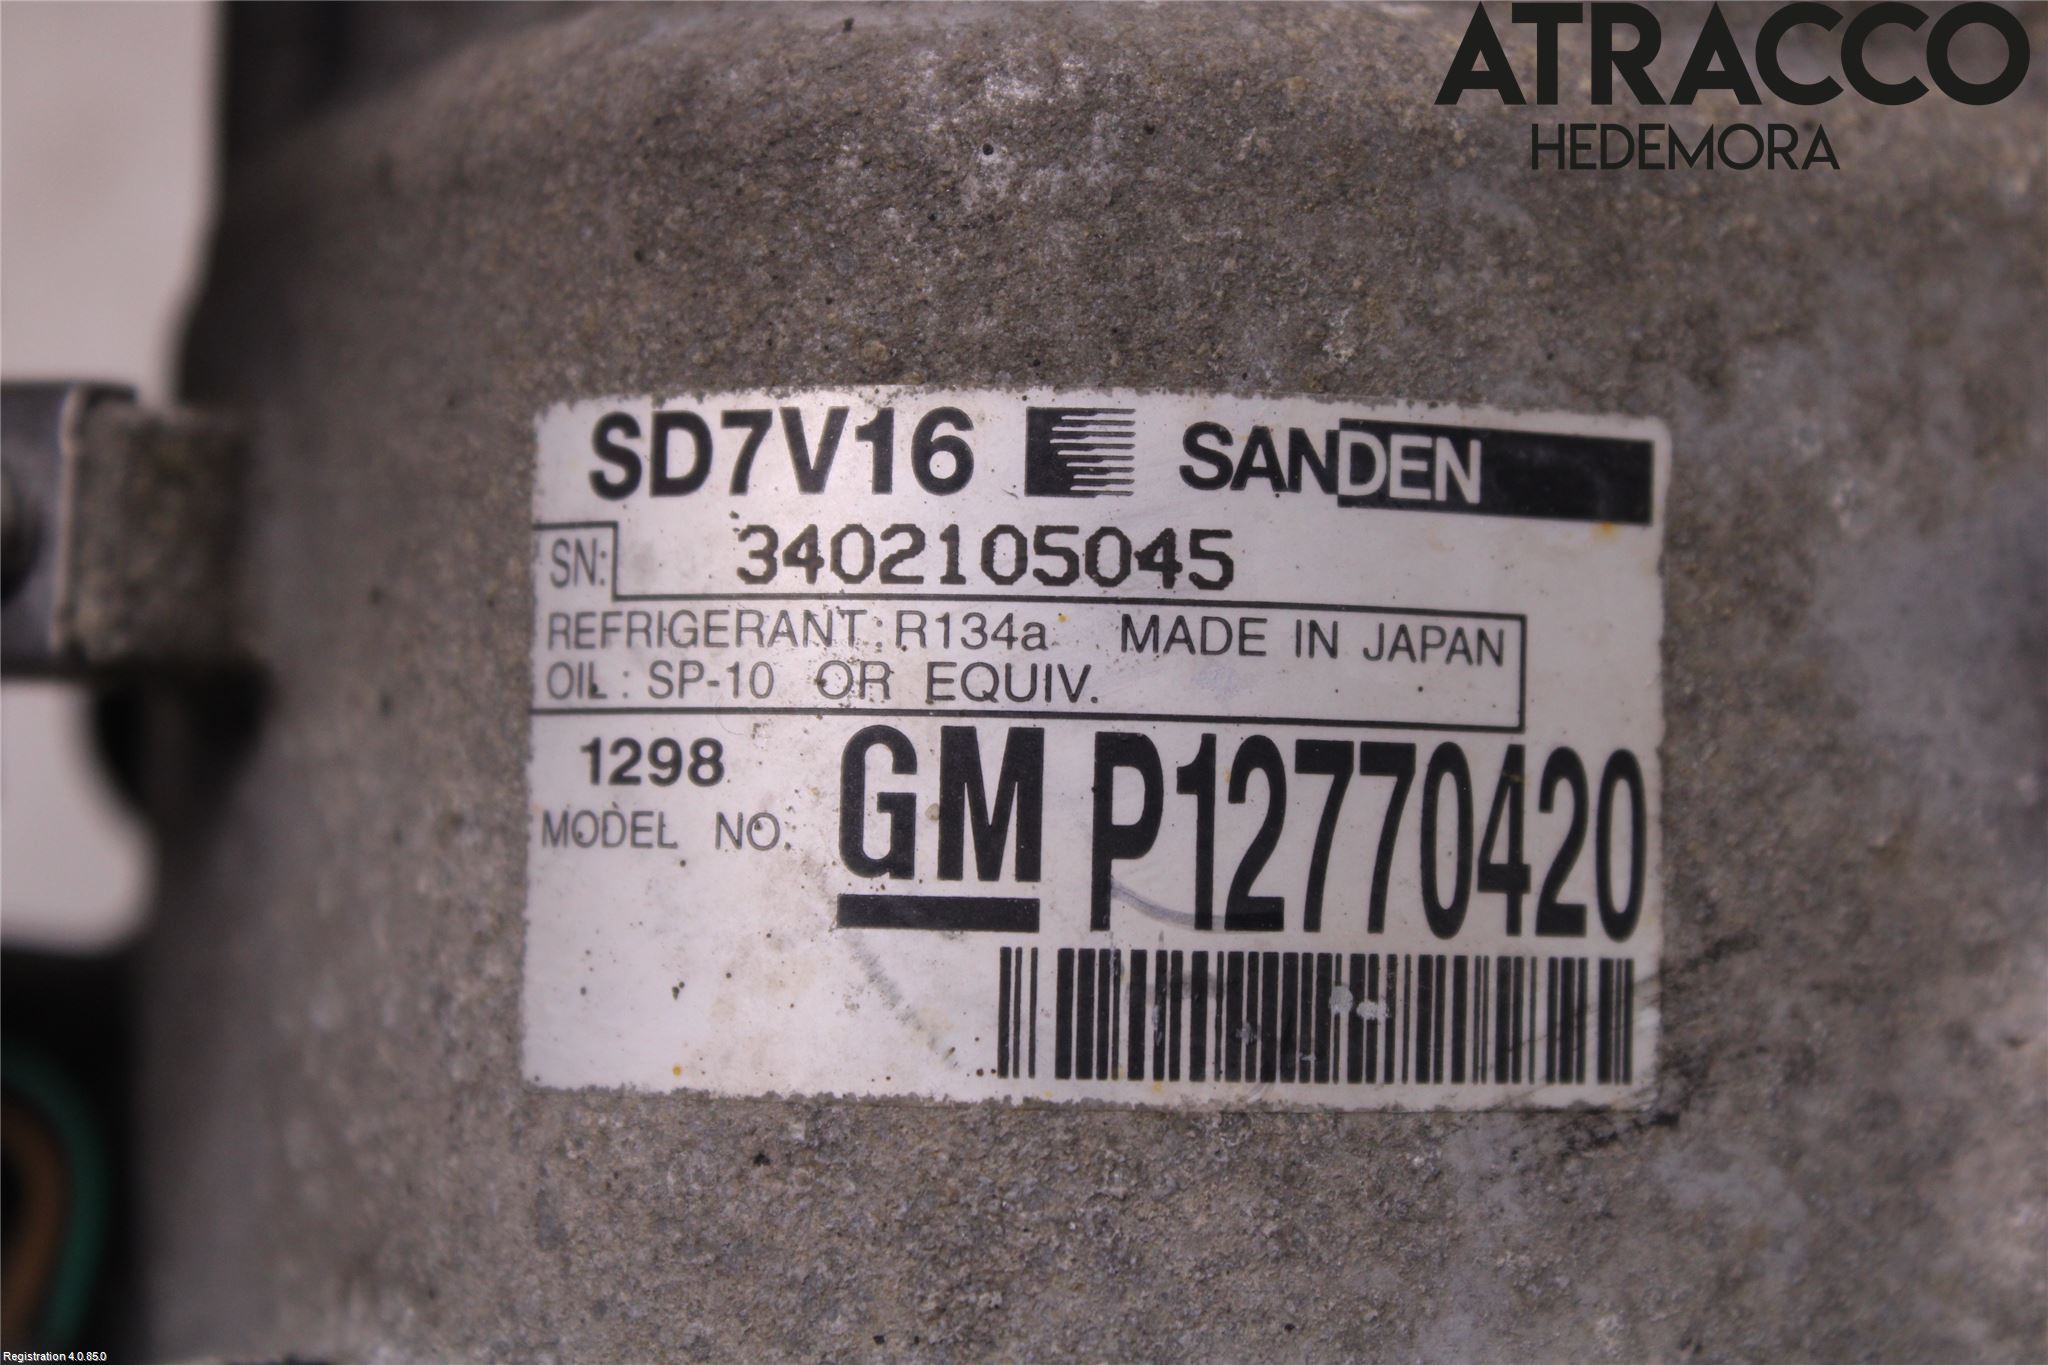 ATRACCO
HEDEMORA
SD7V16 SANDEN
SN: 3402105045
REFRIGERANT: R134a MADE IN JAPAN
OIL: SP-10 OR EQUIV.
1298
MODEL NO. GM P12770420
Registration 4.0.85.0